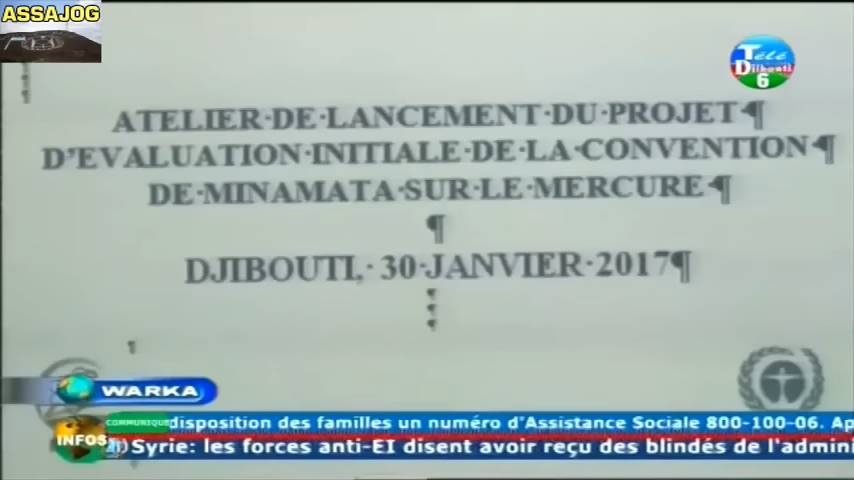 ASSAJOG
Télé
Djibouti
6
ATELIER·DE·LANCEMENT·DU·PROJET¶
D'EVALUATION·INITIALE·DE·LA·CONVENTION¶
DE·MINAMATA·SUR·LE·MERCURE¶
¶
DJIBOUTI,·30·JANVIER·2017¶
¶
¶
¶
¶
WARKA
COMMUNIQUE
disposition des familles un numéro d'Assistance Sociale 800-100-06. Ap
INFOS
Syrie: les forces anti-EI disent avoir reçu des blindés de l'admini